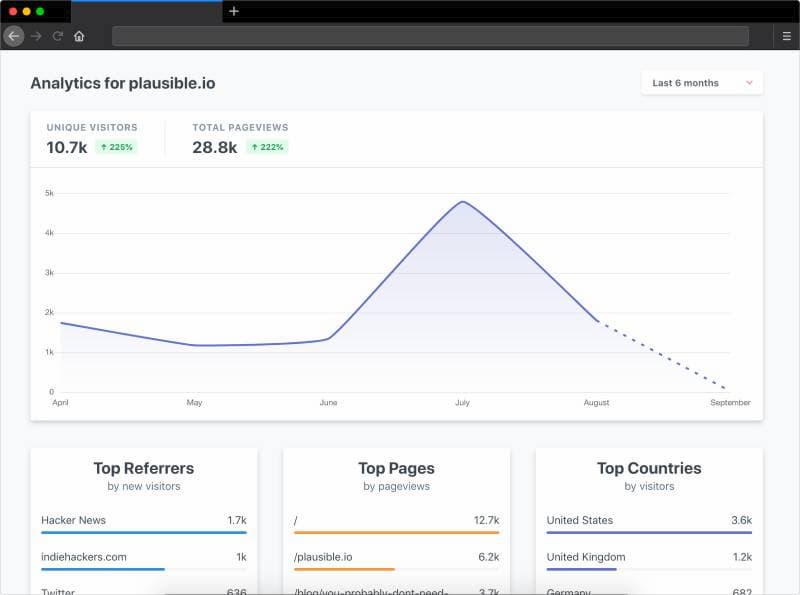 Analytics for plausible.io
Last 6 months
UNIQUE VISITORS
10.7k ↑ 225%
TOTAL PAGEVIEWS
28.8k ↑ 222%
5k
4k
3k
2k
1k
0
April May June July August September
Top Referrers
by new visitors
Hacker News 1.7k
indiehackers.com 1k
Twitter 636
Top Pages
by pageviews
/ 12.7k
/plausible.io 6.2k
/blog/you-probably-dont-need- 3.7k
Top Countries
by visitors
United States 3.6k
United Kingdom 1.2k
Germany 682